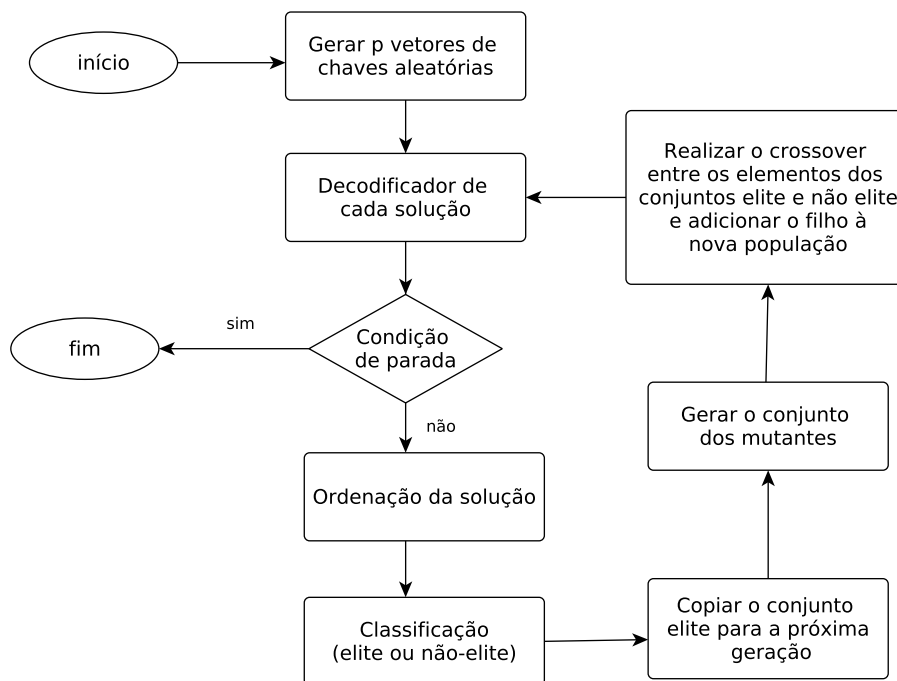 início
Gerar p vetores de
chaves aleatórias
Decodificador de
cada solução
Condição
de parada
sim
fim
não
Ordenação da solução
Classificação
(elite ou não-elite)
Copiar o conjunto
elite para a próxima
geração
Gerar o conjunto
dos mutantes
Realizar o crossover
entre os elementos dos
conjuntos elite e não elite
e adicionar o filho à
nova população